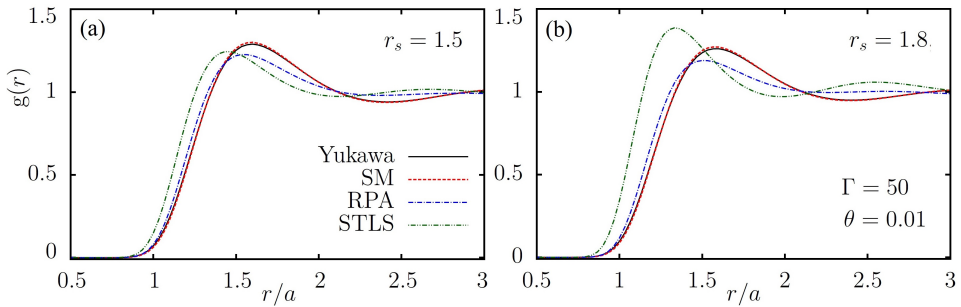 (a)
r_s = 1.5
g(r)
1.5
1
0.5
0
Yukawa
SM
RPA
STLS
0.5 1 1.5 2 2.5 3
r/a
(b)
r_s = 1.8.
1.5
1
0.5
0
Γ = 50
θ = 0.01
0.5 1 1.5 2 2.5 3
r/a